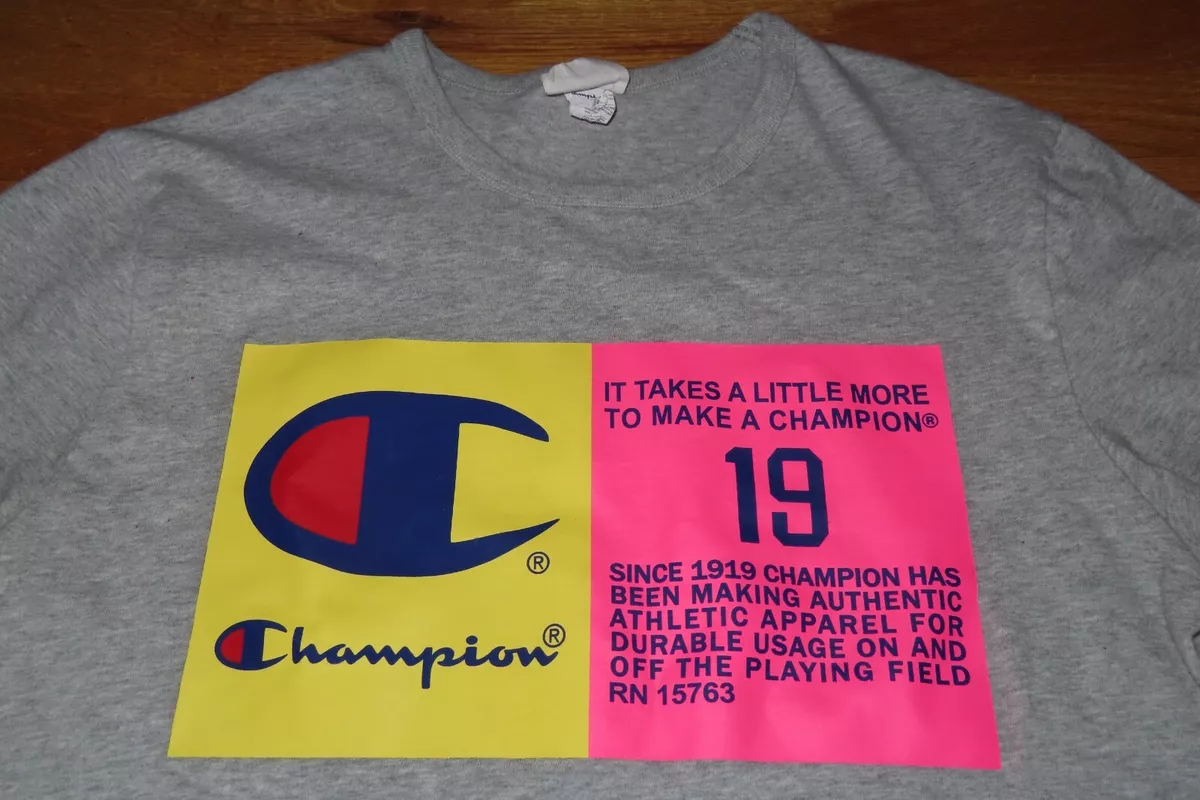 Champion®
IT TAKES A LITTLE MORE
TO MAKE A CHAMPION®
19
SINCE 1919 CHAMPION HAS
BEEN MAKING AUTHENTIC
ATHLETIC APPAREL FOR
DURABLE USAGE ON AND
OFF THE PLAYING FIELD
RN 15763